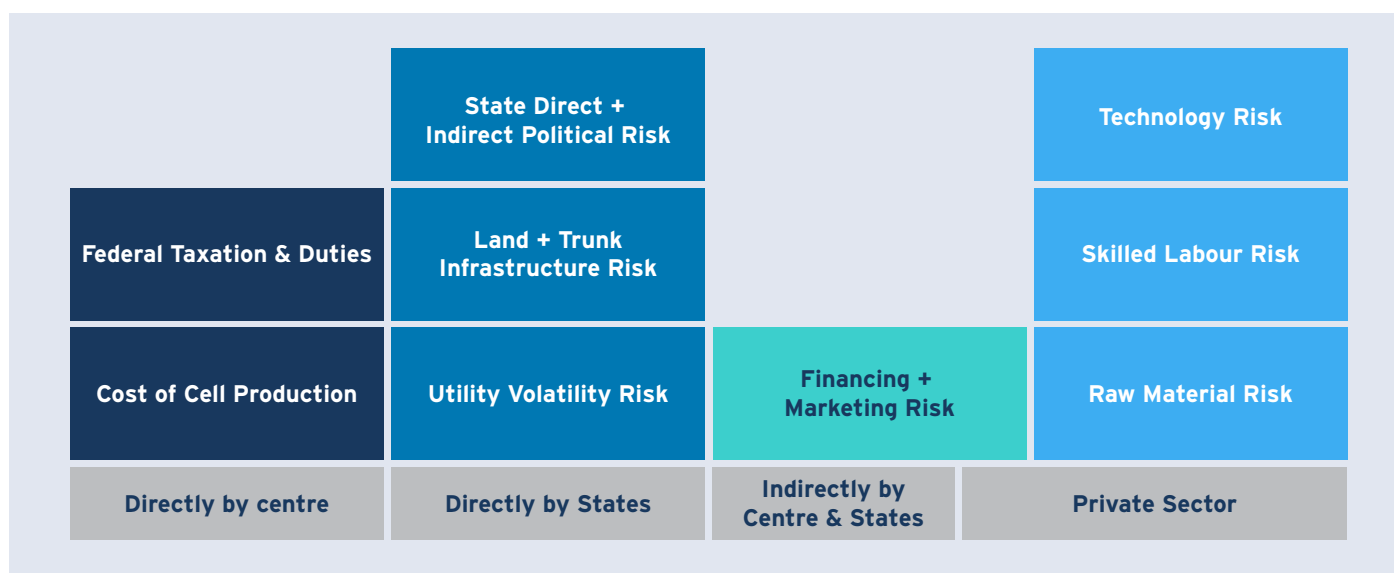 State Direct +
Indirect Political Risk
Technology Risk
Federal Taxation & Duties
Land + Trunk
Infrastructure Risk
Skilled Labour Risk
Cost of Cell Production
Utility Volatility Risk
Financing +
Marketing Risk
Raw Material Risk
Directly by centre
Directly by States
Indirectly by
Centre & States
Private Sector